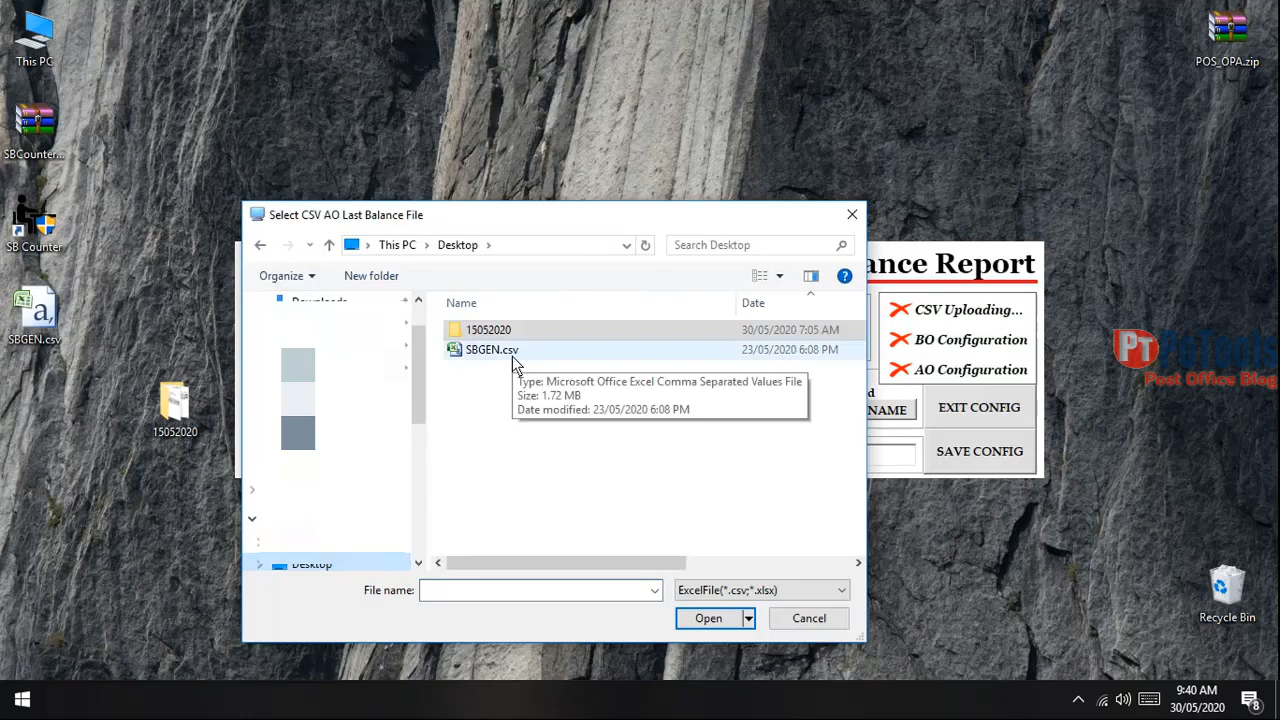 This PC
POS_OPA.zip
SBCounter...
SB Counter
SBGEN.csv
15052020
Recycle Bin
Select CSV AO Last Balance File
This PC
Desktop
Search Desktop
Organize
New folder
Name
Date
15052020
30/05/2020 7:05 AM
SBGEN.csv
23/05/2020 6:08 PM
Type: Microsoft Office Excel Comma Separated Values File
Size: 1.72 MB
Date modified: 23/05/2020 6:08 PM
Downloads
Desktop
File name:
ExcelFile(*.csv;*.xlsx)
Open
Cancel
ance Report
CSV Uploading...
BO Configuration
AO Configuration
d
NAME
EXIT CONFIG
SAVE CONFIG
PT PoTools
Post Office Blog
9:40 AM
30/05/2020
8